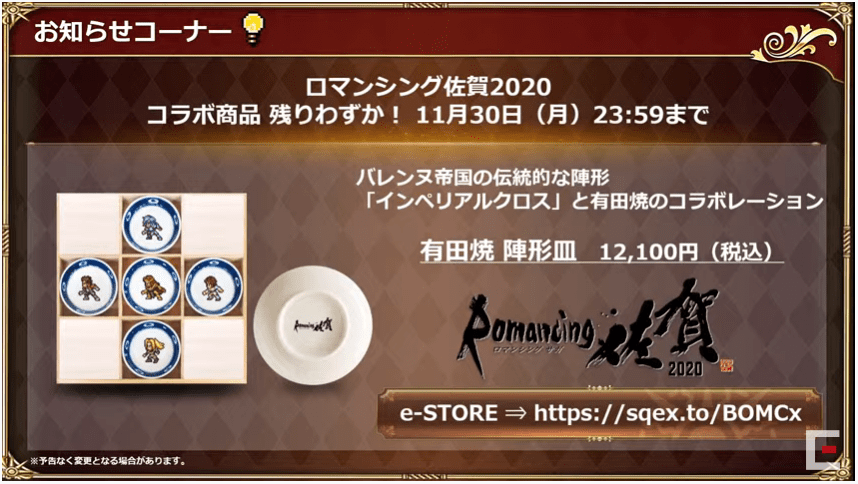 お知らせコーナー
ロマンシング佐賀2020
コラボ商品 残りわずか！ 11月30日（月）23:59まで
バレンヌ帝国の伝統的な陣形
「インペリアルクロス」と有田焼のコラボレーション
有田焼 陣形皿 12,100円（税込）
Romancing 佐賀
Romancing 佐賀
ロマンシング サガ
2020
e-STORE ⇒ https://sqex.to/BOMCx
※予告なく変更となる場合があります。